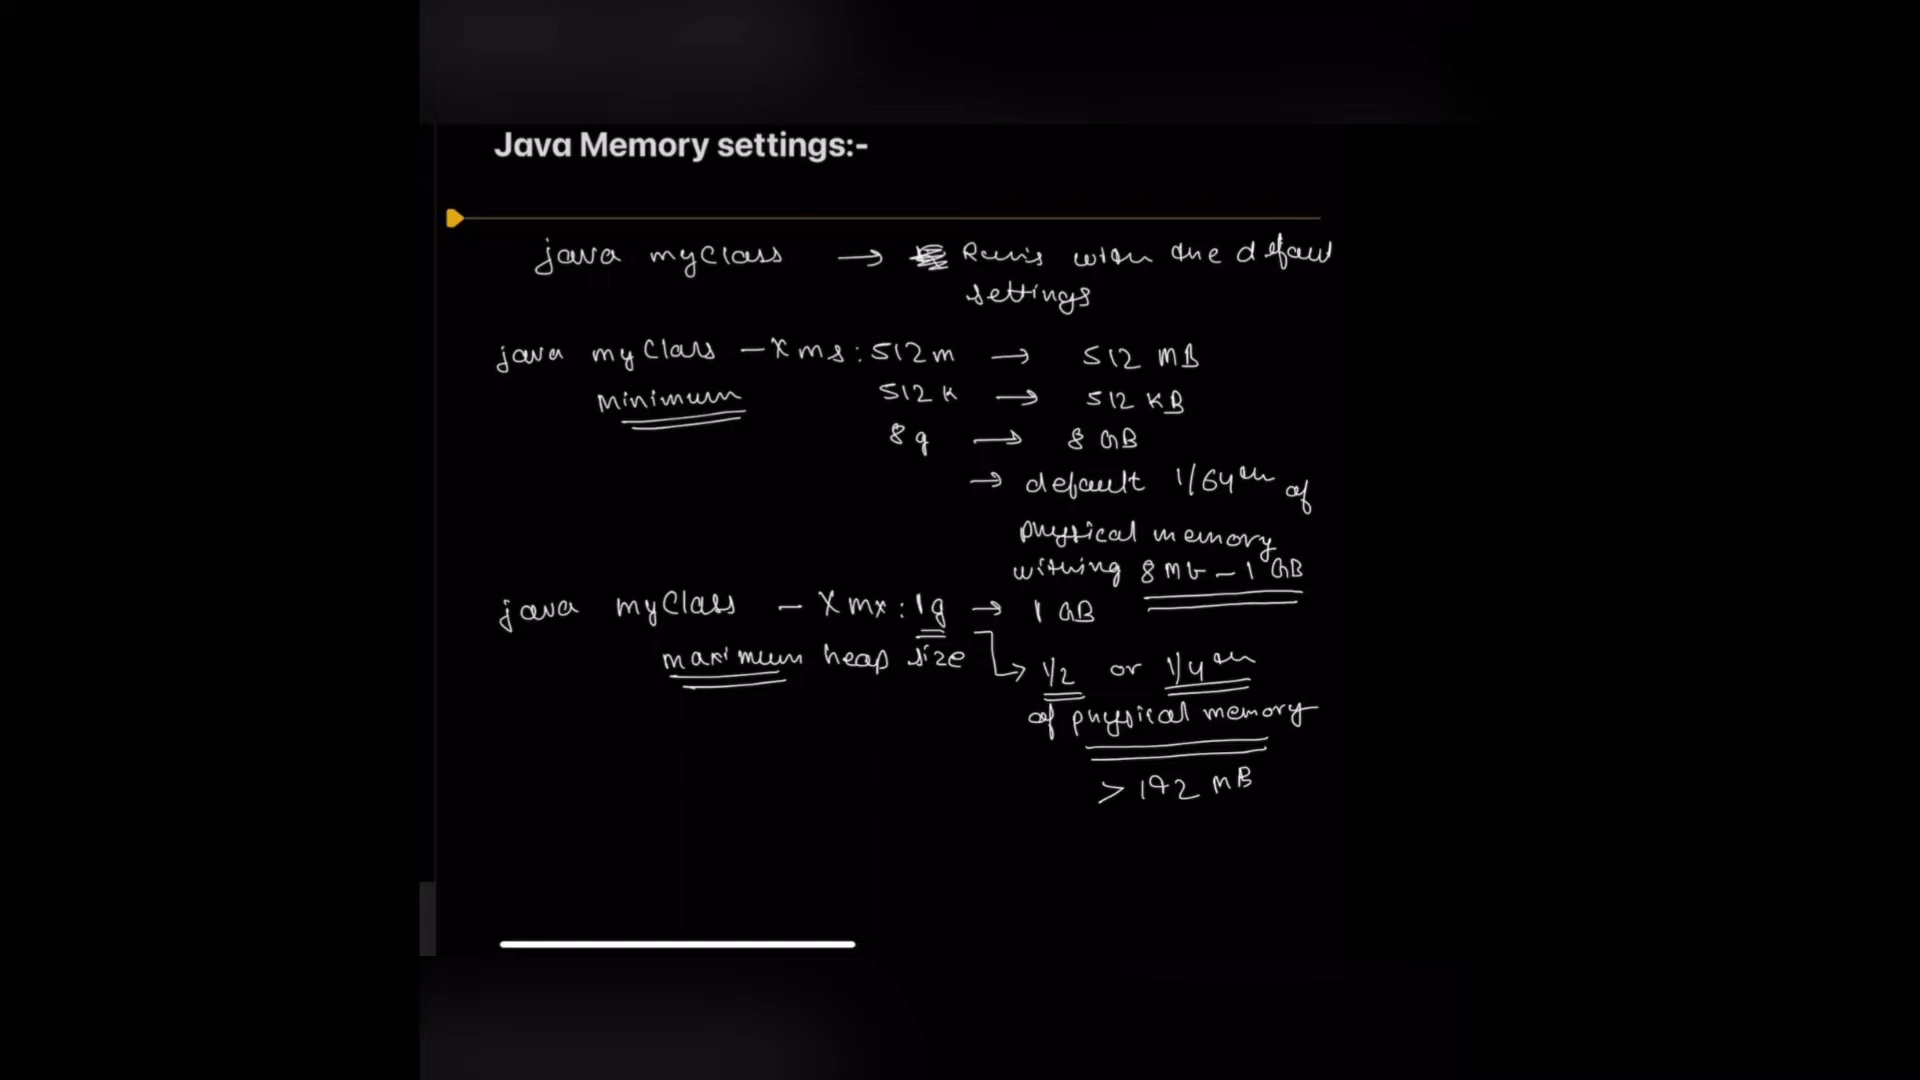 Java Memory settings:-
java myClass → Runs with the defaut
settings
java myClass -Xms:512m → 512 MB
minimum 512 K → 512 KB
8g → 8 GB
→ default 1/64th of
physical memory
withing 8Mb - 1 GB
java myClass - Xmx:1g → 1 GB
maximum heap size → 1/2 or 1/4th
of physical memory
> 192 MB